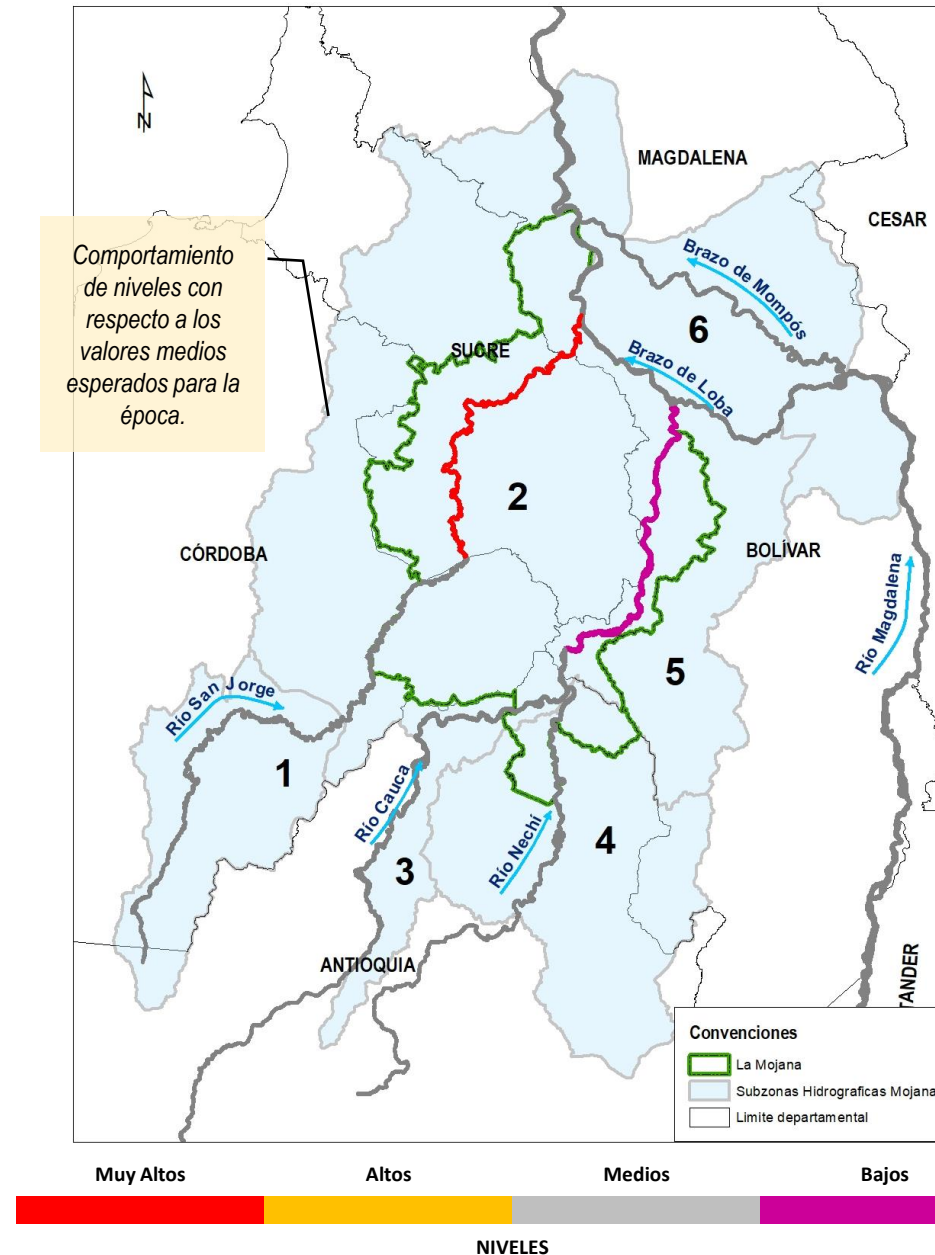 N
MAGDALENA
CESAR
Comportamiento
de niveles con
respecto a los
valores medios
esperados para la
época.
Brazo de Mompós
6
SUCRE
Brazo de Loba
2
CÓRDOBA
BOLÍVAR
Río Magdalena
5
Río San Jorge
1
Río Cauca
Río Nechí
4
3
ANTIOQUIA
TANDER
Convenciones
La Mojana
Subzonas Hidrograficas Mojana
Limite departamental
Muy Altos Altos Medios Bajos
NIVELES